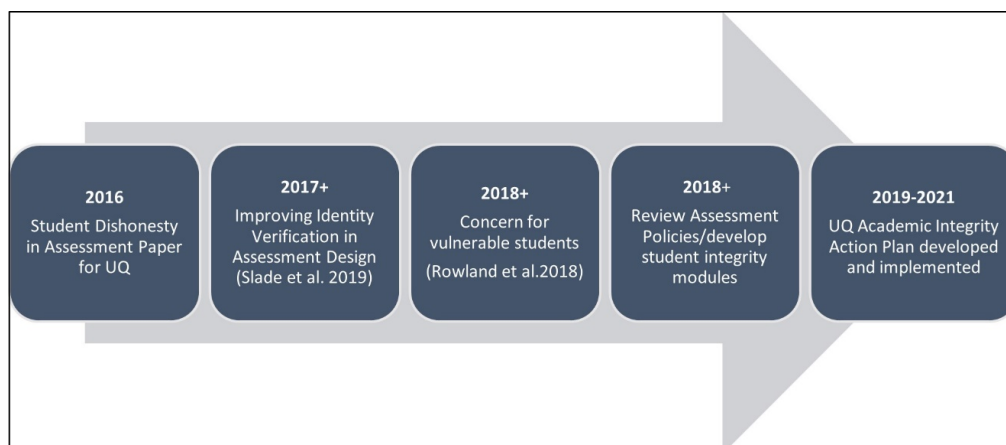 2016
Student Dishonesty
in Assessment Paper
for UQ
2017+
Improving Identity
Verification in
Assessment Design
(Slade et al. 2019)
2018+
Concern for
vulnerable students
(Rowland et al.2018)
2018+
Review Assessment
Policies/develop
student integrity
modules
2019-2021
UQ Academic Integrity
Action Plan developed
and implemented